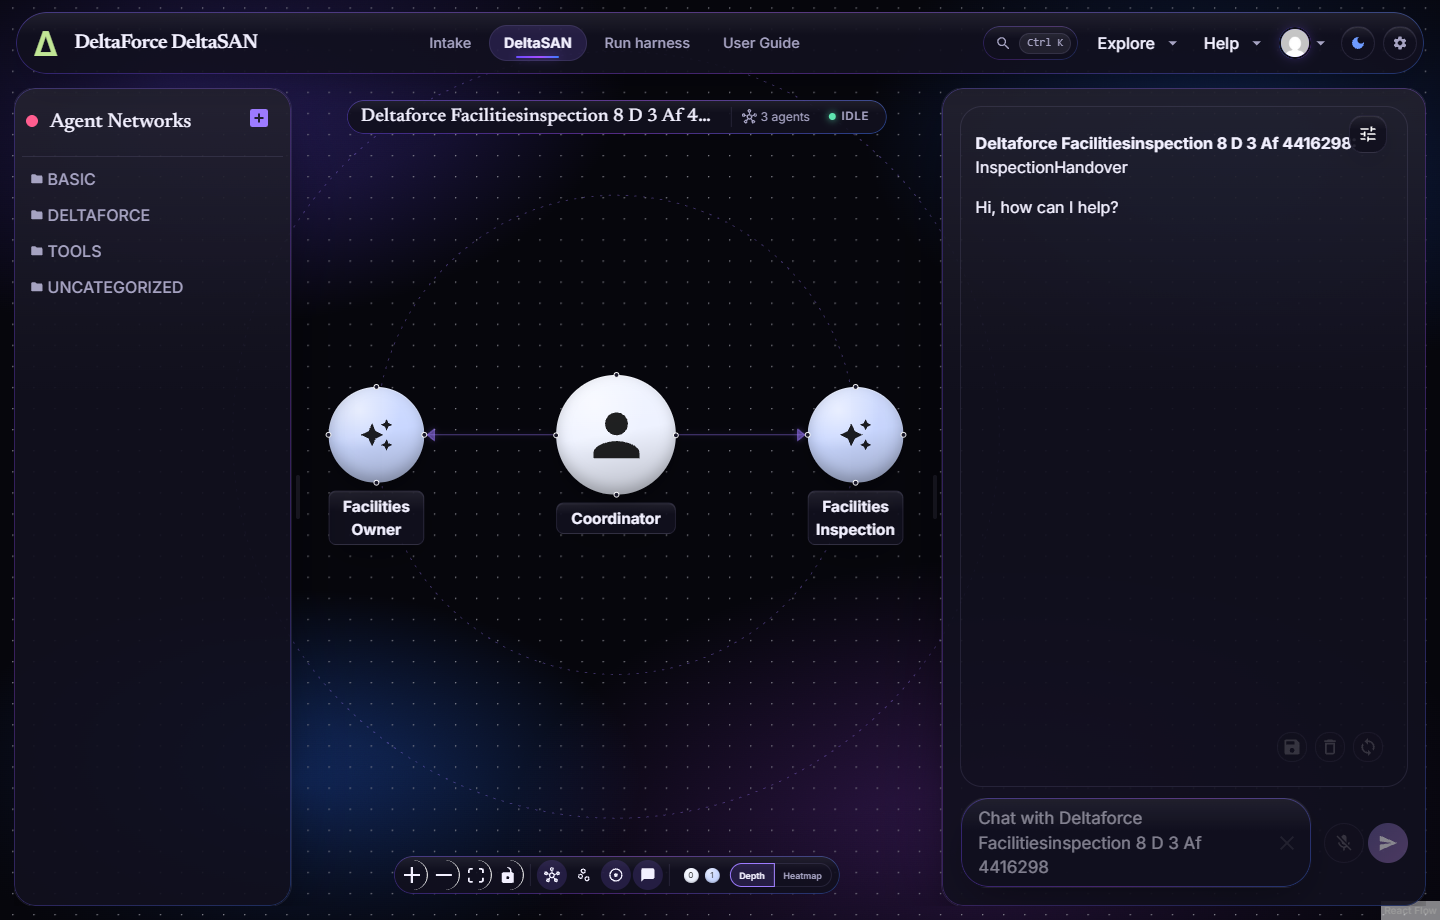 DeltaForce DeltaSAN
Intake
DeltaSAN
Run harness
User Guide
Ctrl K
Explore
Help
Agent Networks
BASIC
DELTAFORCE
TOOLS
UNCATEGORIZED
Deltaforce Facilitiesinspection 8 D 3 Af 4...
3 agents
IDLE
Facilities
Owner
Coordinator
Facilities
Inspection
0
1
Depth
Heatmap
Deltaforce Facilitiesinspection 8 D 3 Af 4416298
InspectionHandover
Hi, how can I help?
Chat with Deltaforce
Facilitiesinspection 8 D 3 Af
4416298
React Flow